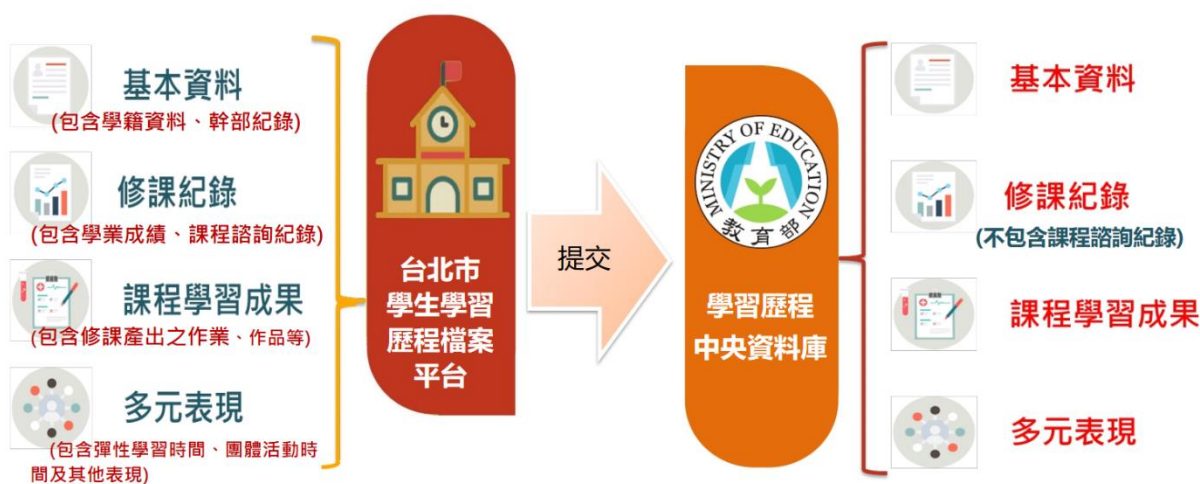 基本資料
(包含學籍資料、幹部紀錄)
修課紀錄
(包含學業成績、課程諮詢紀錄)
課程學習成果
(包含修課產出之作業、作品等)
多元表現
(包含彈性學習時間、團體活動時
間及其他表現)
台北市
學生學習
歷程檔案
平台
提交
MINISTRY OF EDUCATION
教育部
學習歷程
中央資料庫
基本資料
修課紀錄
(不包含課程諮詢紀錄)
課程學習成果
多元表現